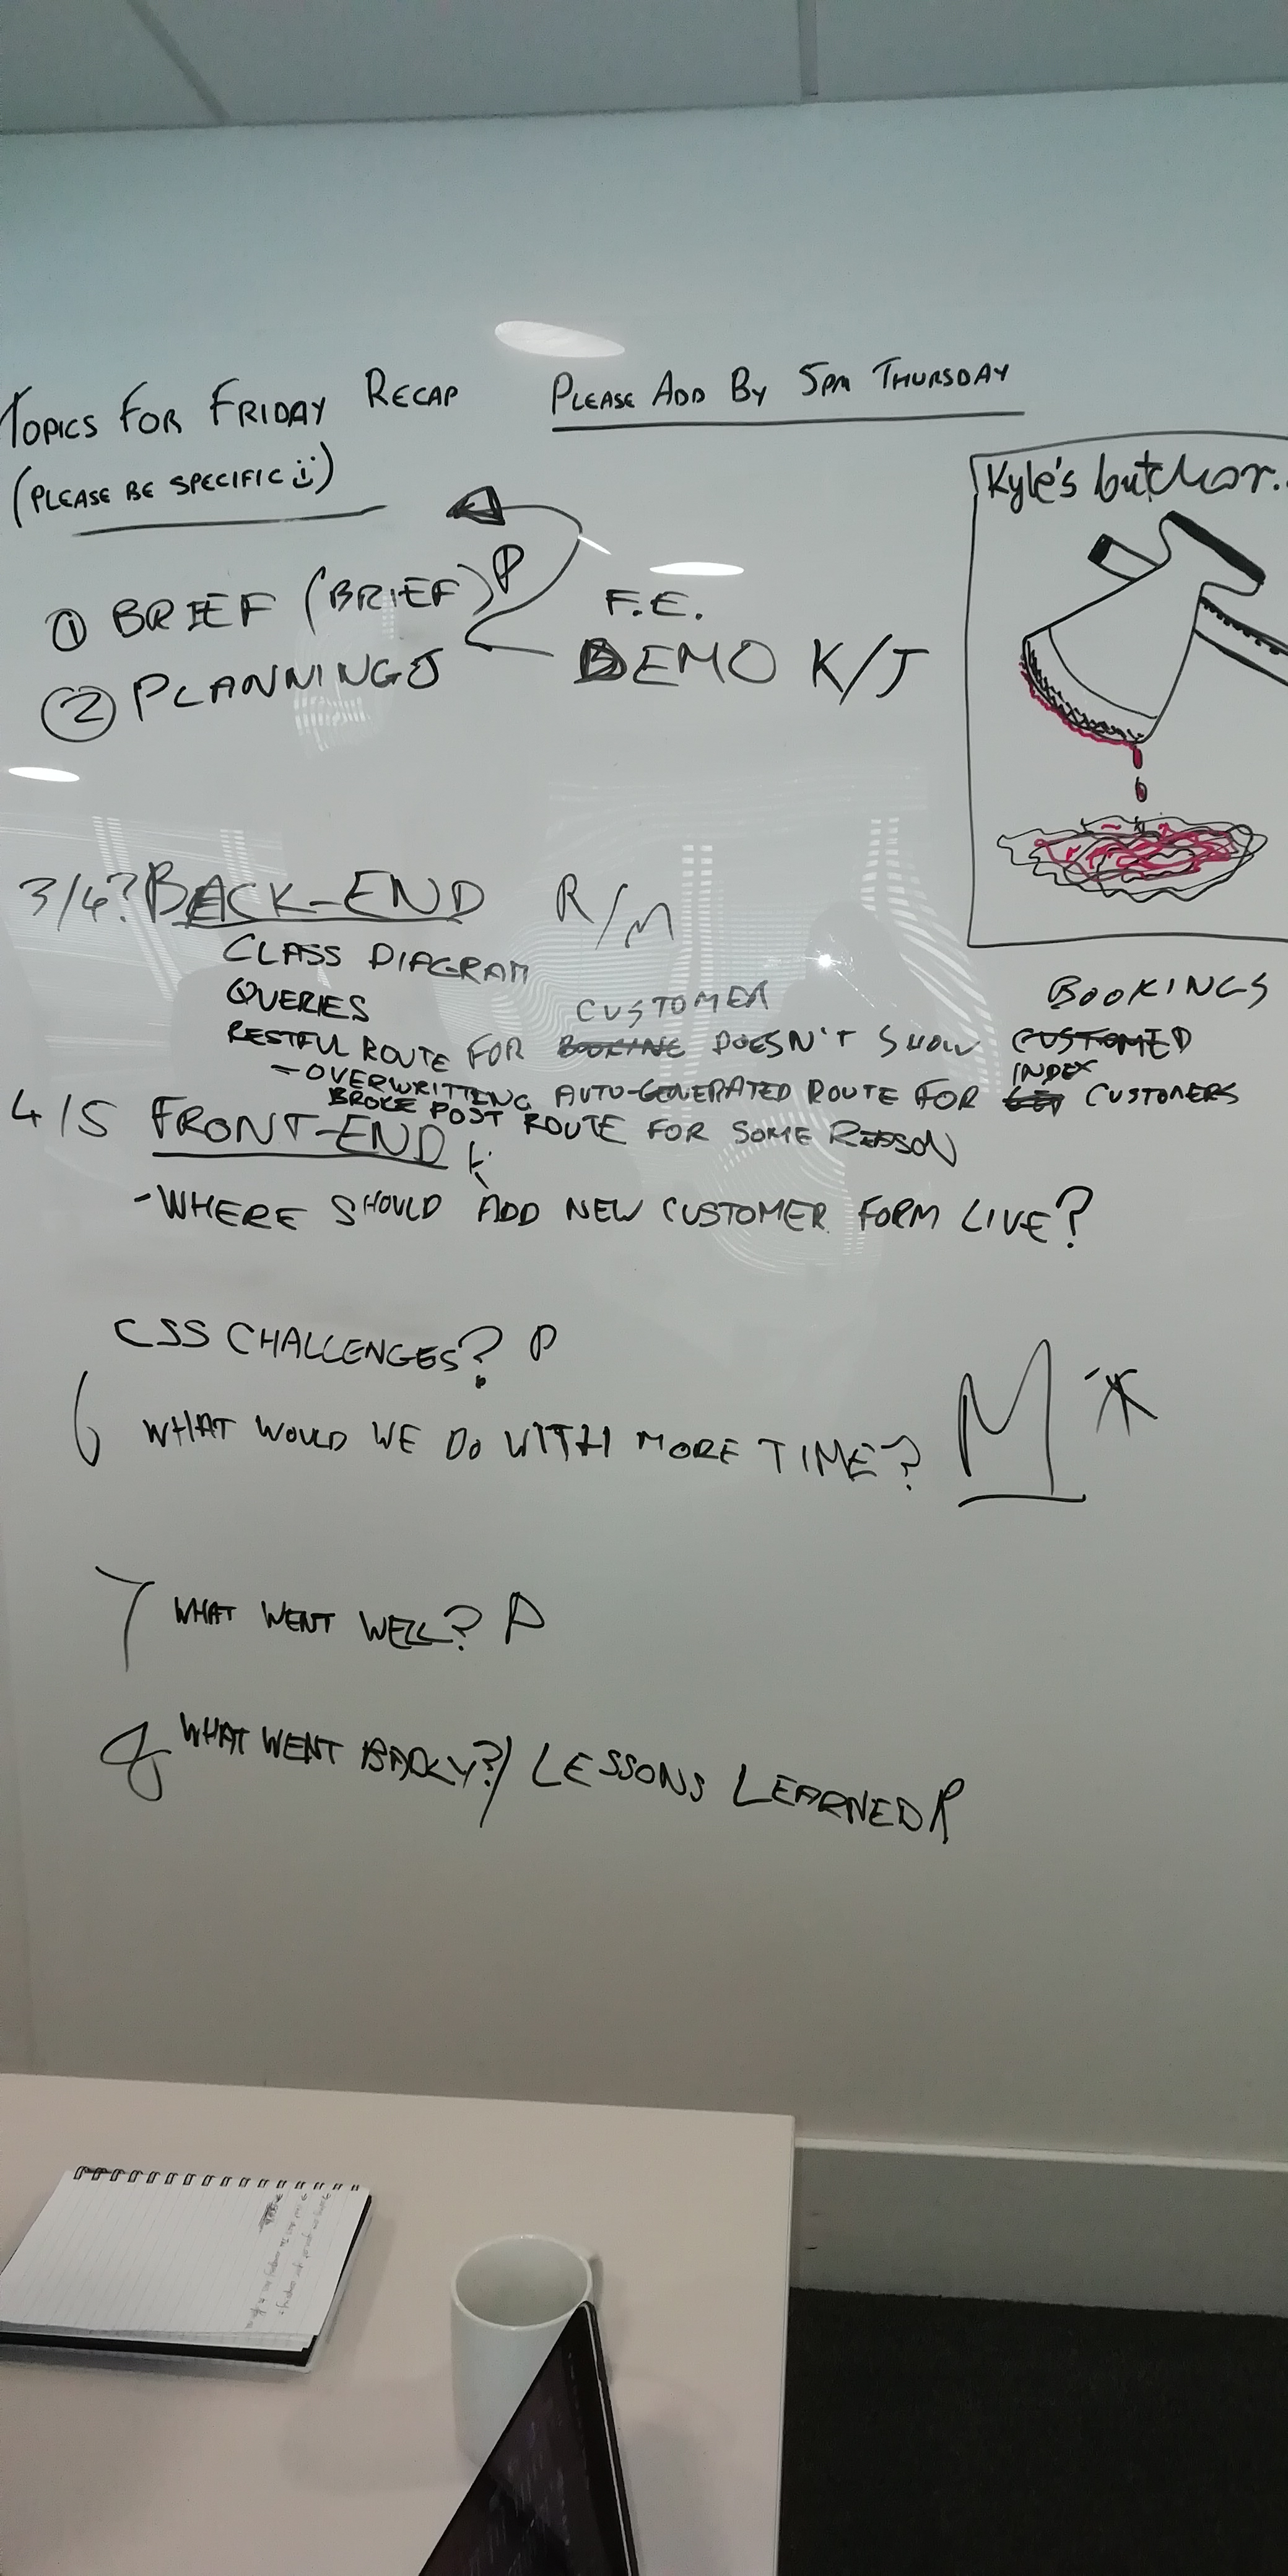 TOPICS FOR FRIDAY RECAP PLEASE ADD BY 5PM THURSDAY
(PLEASE BE SPECIFIC :))
Kyle's butcher..
① BRIEF (BRIEF) P
F.E.
② PLANNING J
DEMO K/J
3/4? BACK-END R/M
CLASS DIAGRAM
QUERIES
CUSTOMER
BOOKINGS
RESTFUL ROUTE FOR BOOKING DOESN'T SHOW CUSTOMER
INDEX
- OVERWRITTING AUTO-GENERATED ROUTE FOR GET CUSTOMERS
BROKE POST ROUTE FOR SOME REASON
4/5 FRONT-END K
- WHERE SHOULD ADD NEW CUSTOMER FORM LIVE?
CSS CHALLENGES? P
6 WHAT WOULD WE DO WITH MORE TIME? M *
7 WHAT WENT WELL? P
8 WHAT WENT BADLY?/ LESSONS LEARNED R